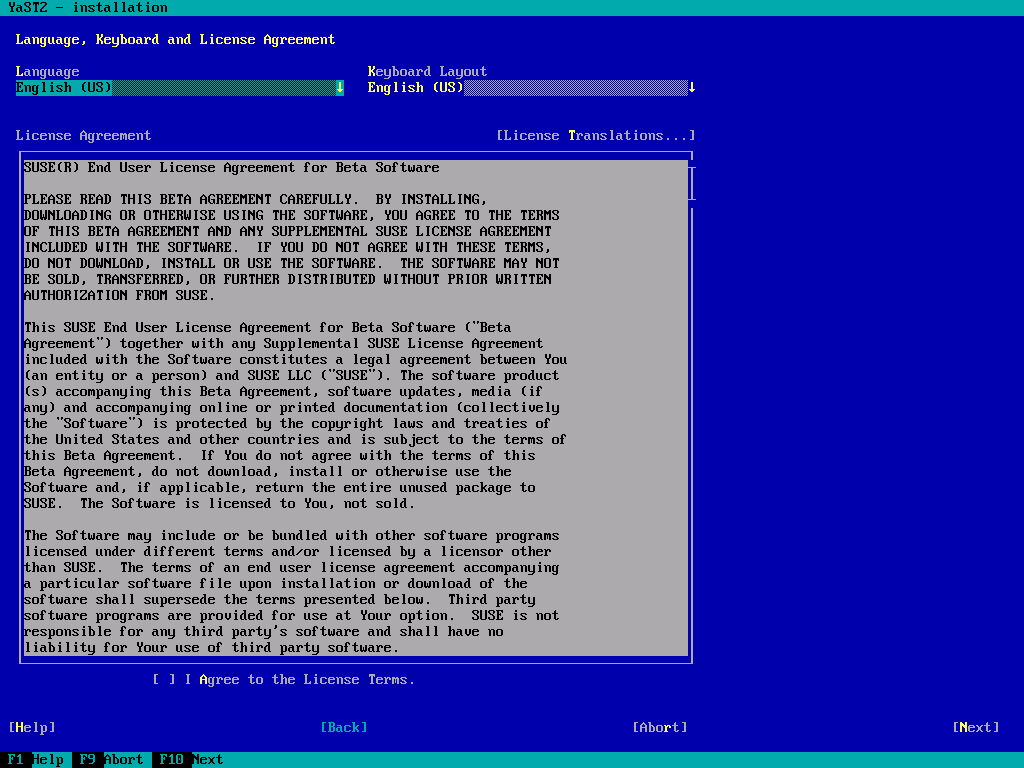 YaST2 - installation
Language, Keyboard and License Agreement
Language Keyboard Layout
English (US) ↓ English (US) ↓
License Agreement [License Translations...]
SUSE(R) End User License Agreement for Beta Software
PLEASE READ THIS BETA AGREEMENT CAREFULLY.  BY INSTALLING,
DOWNLOADING OR OTHERWISE USING THE SOFTWARE, YOU AGREE TO THE TERMS
OF THIS BETA AGREEMENT AND ANY SUPPLEMENTAL SUSE LICENSE AGREEMENT
INCLUDED WITH THE SOFTWARE.  IF YOU DO NOT AGREE WITH THESE TERMS,
DO NOT DOWNLOAD, INSTALL OR USE THE SOFTWARE.  THE SOFTWARE MAY NOT
BE SOLD, TRANSFERRED, OR FURTHER DISTRIBUTED WITHOUT PRIOR WRITTEN
AUTHORIZATION FROM SUSE.
This SUSE End User License Agreement for Beta Software ("Beta
Agreement") together with any Supplemental SUSE License Agreement
included with the Software constitutes a legal agreement between You
(an entity or a person) and SUSE LLC ("SUSE"). The software product
(s) accompanying this Beta Agreement, software updates, media (if
any) and accompanying online or printed documentation (collectively
the "Software") is protected by the copyright laws and treaties of
the United States and other countries and is subject to the terms of
this Beta Agreement.  If You do not agree with the terms of this
Beta Agreement, do not download, install or otherwise use the
Software and, if applicable, return the entire unused package to
SUSE.  The Software is licensed to You, not sold.
The Software may include or be bundled with other software programs
licensed under different terms and/or licensed by a licensor other
than SUSE.  The terms of an end user license agreement accompanying
a particular software file upon installation or download of the
software shall supersede the terms presented below.  Third party
software programs are provided for use at Your option.  SUSE is not
responsible for any third party's software and shall have no
liability for Your use of third party software.
[ ] I Agree to the License Terms.
[Help] [Back] [Abort] [Next]
F1 Help F9 Abort F10 Next